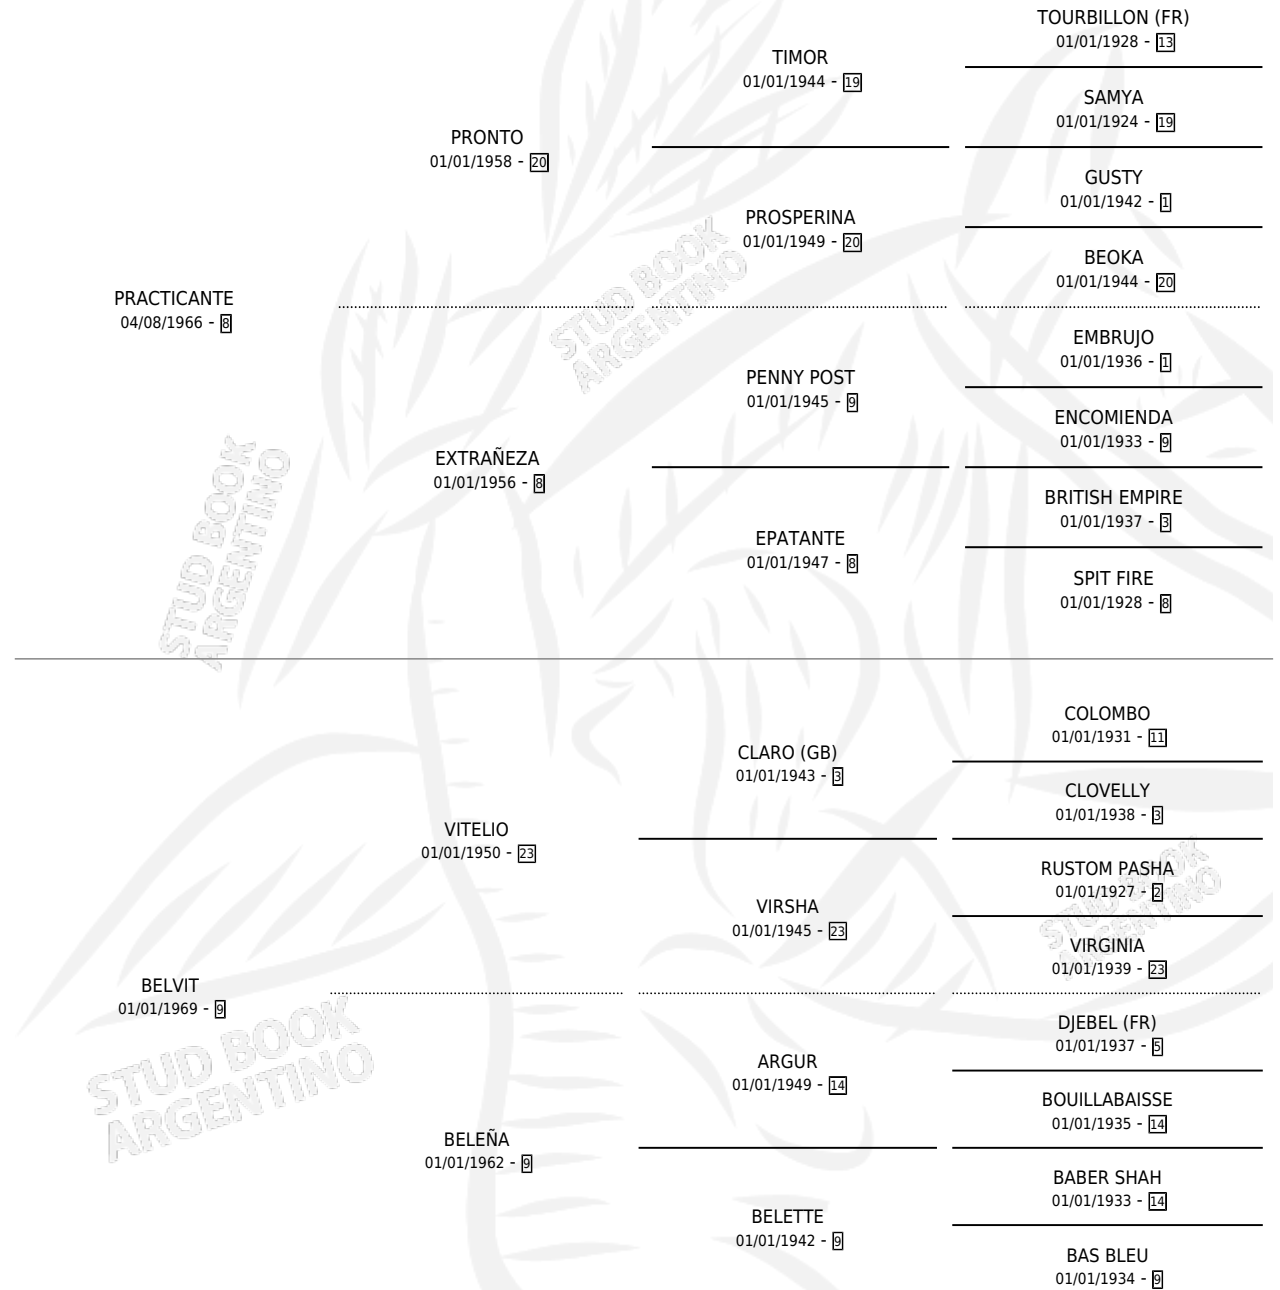 TOURBILLON (FR)
01/01/1928 - 13
TIMOR
01/01/1944 - 19
SAMYA
01/01/1924 - 19
PRONTO
01/01/1958 - 20
GUSTY
01/01/1942 - 1
PROSPERINA
01/01/1949 - 20
BEOKA
01/01/1944 - 20
PRACTICANTE
04/08/1966 - 8
STUD BOOK
ARGENTINO
EMBRUJO
01/01/1936 - 1
PENNY POST
01/01/1945 - 9
ENCOMIENDA
01/01/1933 - 9
EXTRAÑEZA
01/01/1956 - 8
BRITISH EMPIRE
01/01/1937 - 3
EPATANTE
01/01/1947 - 8
SPIT FIRE
01/01/1928 - 8
STUD BOOK
ARGENTINO
COLOMBO
01/01/1931 - 11
CLARO (GB)
01/01/1943 - 3
CLOVELLY
01/01/1938 - 3
VITELIO
01/01/1950 - 23
RUSTOM PASHA
01/01/1927 - 2
VIRSHA
01/01/1945 - 23
VIRGINIA
01/01/1939 - 23
STUD BOOK
ARGENTINO
BELVIT
01/01/1969 - 9
DJEBEL (FR)
01/01/1937 - 5
ARGUR
01/01/1949 - 14
BOUILLABAISSE
01/01/1935 - 14
STUD BOOK
ARGENTINO
BELEÑA
01/01/1962 - 9
BABER SHAH
01/01/1933 - 14
BELETTE
01/01/1942 - 9
BAS BLEU
01/01/1934 - 9